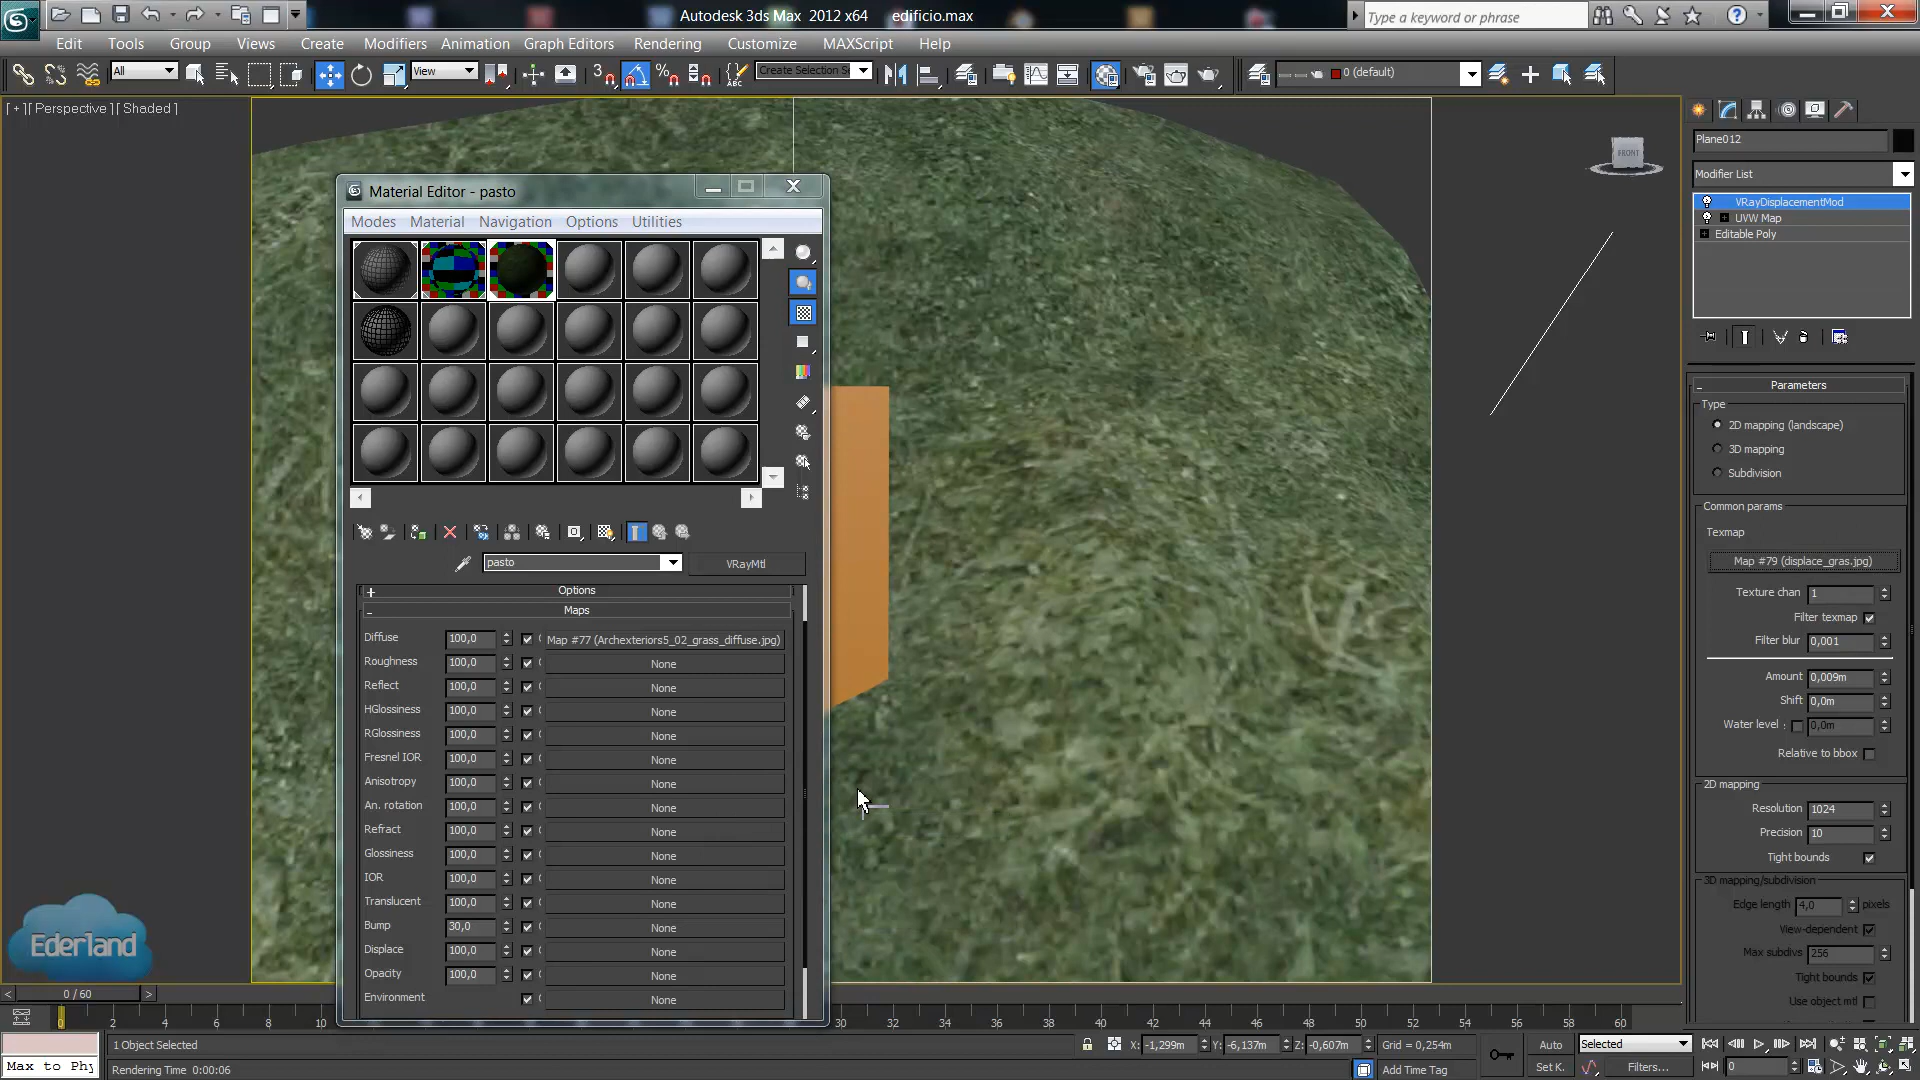 Autodesk 3ds Max 2012 x64 edificio.max
Type a keyword or phrase
Edit Tools Group Views Create Modifiers Animation Graph Editors Rendering Customize MAXScript Help
All
View
Create Selection S
0 (default)
[ + ] [ Perspective ] [ Shaded ]
FRONT
Plane012
Modifier List
VRayDisplacementMod
UVW Map
Editable Poly
Material Editor - pasto
Modes Material Navigation Options Utilities
pasto
VRayMtl
Options
Maps
Diffuse 100,0 Map #77 (Archexteriors5_02_grass_diffuse.jpg)
Roughness 100,0 None
Reflect 100,0 None
HGlossiness 100,0 None
RGlossiness 100,0 None
Fresnel IOR 100,0 None
Anisotropy 100,0 None
An. rotation 100,0 None
Refract 100,0 None
Glossiness 100,0 None
IOR 100,0 None
Translucent 100,0 None
Bump 30,0 None
Displace 100,0 None
Opacity 100,0 None
Environment None
Parameters
Type
2D mapping (landscape)
3D mapping
Subdivision
Common params
Texmap
Map #79 (displace_gras.jpg)
Texture chan 1
Filter texmap
Filter blur 0,001
Amount 0,009m
Shift 0,0m
Water level : 0,0m
Relative to bbox
2D mapping
Resolution 1024
Precision 10
Tight bounds
3D mapping/subdivision
Edge length 4,0 pixels
View-dependent
Max subdivs 256
Tight bounds
Use object mtl
Ederland
0 / 60
0 2 4 6 8 10 30 32 34 36 38 40 42 44 46 48 50 52 54 56 58 60
1 Object Selected
X: -1,299m Y: -6,137m Z: -0,607m Grid = 0,254m
Auto Selected
Max to Phy
Rendering Time 0:00:06
Add Time Tag
Set K. Filters... 0